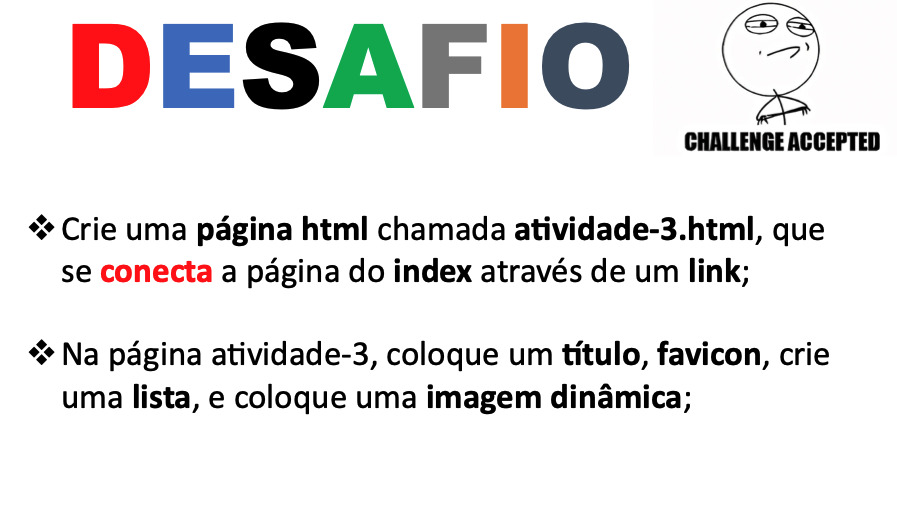 DESAFIO
CHALLENGE ACCEPTED
❖ Crie uma página html chamada atividade-3.html, que
se conecta a página do index através de um link;
❖ Na página atividade-3, coloque um título, favicon, crie
uma lista, e coloque uma imagem dinâmica;